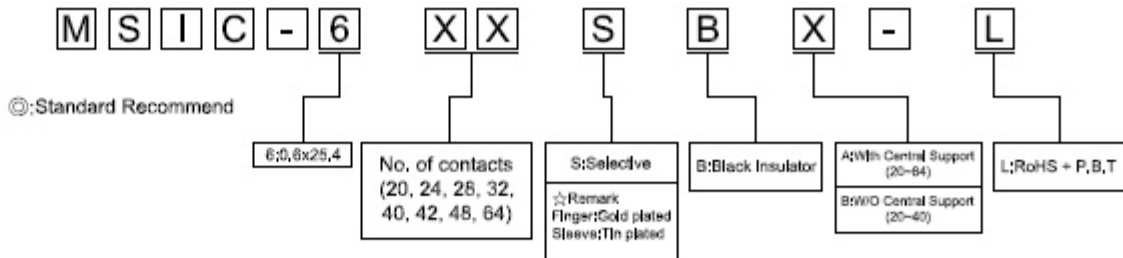 M S I C - 6 X X S B X - L
◎:Standard Recommend
6:0.6x25.4
No. of contacts
(20, 24, 28, 32,
40, 42, 48, 64)
S:Selective
☆Remark
Finger:Gold plated
Sleeve:Tin plated
B:Black Insulator
A:With Central Support
(20~64)
B:W/O Central Support
(20~40)
L:RoHS + P.B.T